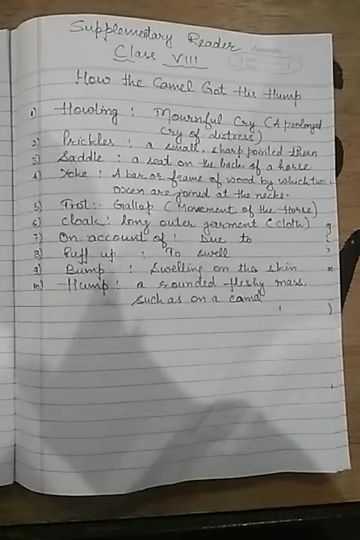 Supplementary Reader
Class VIII
How the Camel Got His Hump
1) Howling : Mournful Cry (A prolonged
cry of distress)
2) Prickles : a small, sharp pointed thorn
3) Saddle : a seat on the back of a horse
4) Yoke : A bar or frame of wood by which two
oxen are joined at the necks.
5) Trot :- Gallop (Movement of the Horse)
6) Cloak : long outer garment (cloth)
7) On account of : Due to
8) Puff up : To swell
9) Bump : Swelling on the skin
10) Hump : a rounded fleshy mass,
such as on a camel